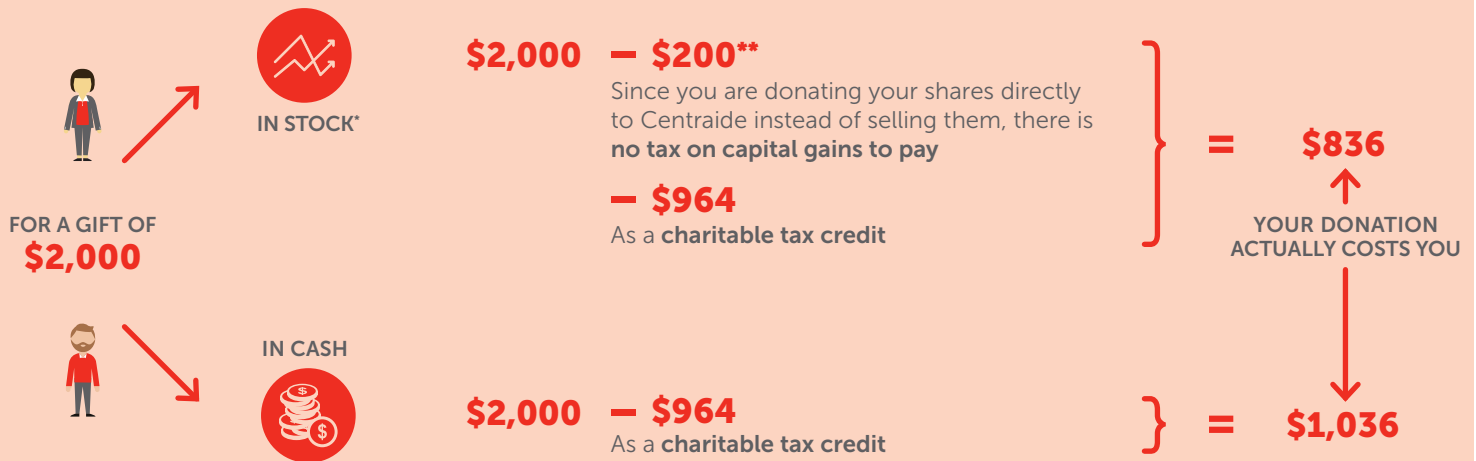 FOR A GIFT OF
$2,000
IN STOCK*
$2,000 – $200**
Since you are donating your shares directly
to Centraide instead of selling them, there is
no tax on capital gains to pay
– $964
As a charitable tax credit
= $836
YOUR DONATION
ACTUALLY COSTS YOU
IN CASH
$ $
$2,000 – $964
As a charitable tax credit
= $1,036